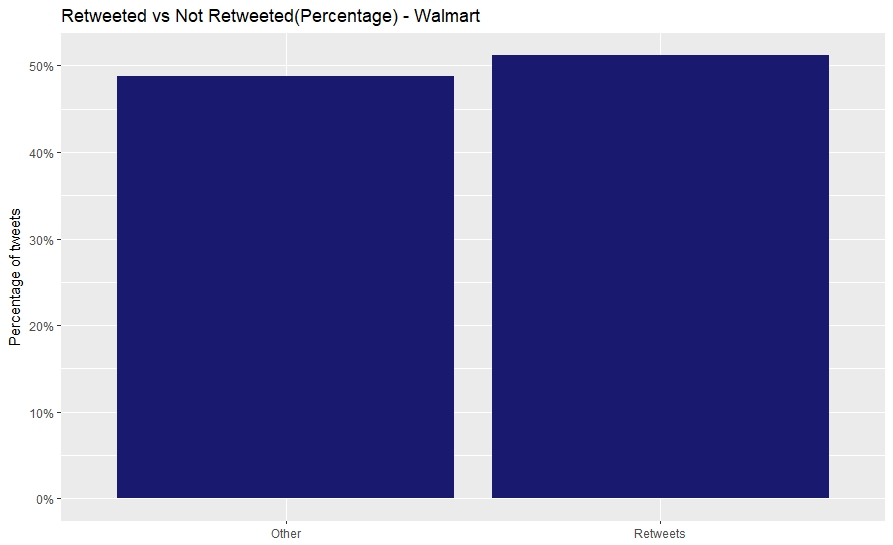 Retweeted vs Not Retweeted(Percentage) - Walmart
Percentage of tweets
50%
40%
30%
20%
10%
0%
Other
Retweets